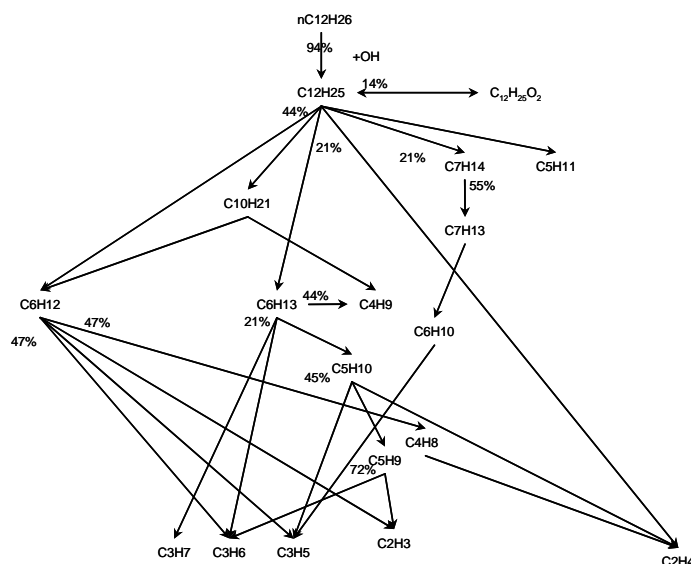 nC12H26
94%
+OH
C12H25
14%
C₁₂H₂₅O₂
44%
21%
21%
C7H14
C5H11
55%
C10H21
C7H13
C6H12
C6H13
44%
C4H9
47%
47%
21%
C6H10
C5H10
45%
C4H8
C5H9
72%
C3H7
C3H6
C3H5
C2H3
C2H4